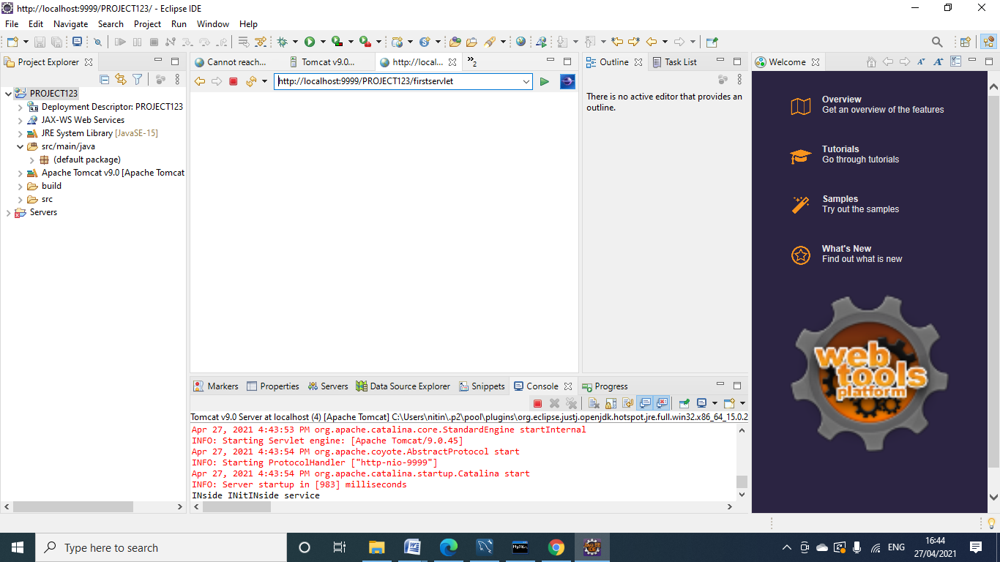 http://localhost:9999/PROJECT123/ - Eclipse IDE
File Edit Navigate Search Project Run Window Help
Project Explorer
PROJECT123
Deployment Descriptor: PROJECT123
JAX-WS Web Services
JRE System Library [JavaSE-15]
src/main/java
(default package)
Apache Tomcat v9.0 [Apache Tomcat
build
src
Servers
Cannot reach... Tomcat v9.0... http://local... »2
http://localhost:9999/PROJECT123/firstservlet
Outline Task List
There is no active editor that provides an
outline.
Welcome
Overview
Get an overview of the features
Tutorials
Go through tutorials
Samples
Try out the samples
What's New
Find out what is new
web
tools
platform
Markers Properties Servers Data Source Explorer Snippets Console Progress
Tomcat v9.0 Server at localhost (4) [Apache Tomcat] C:\Users\nitin\.p2\pool\plugins\org.eclipse.justj.openjdk.hotspot.jre.full.win32.x86_64_15.0.2
Apr 27, 2021 4:43:53 PM org.apache.catalina.core.StandardEngine startInternal
INFO: Starting Servlet engine: [Apache Tomcat/9.0.45]
Apr 27, 2021 4:43:54 PM org.apache.coyote.AbstractProtocol start
INFO: Starting ProtocolHandler ["http-nio-9999"]
Apr 27, 2021 4:43:54 PM org.apache.catalina.startup.Catalina start
INFO: Server startup in [983] milliseconds
INside INitINside service
Type here to search
ENG
16:44
27/04/2021